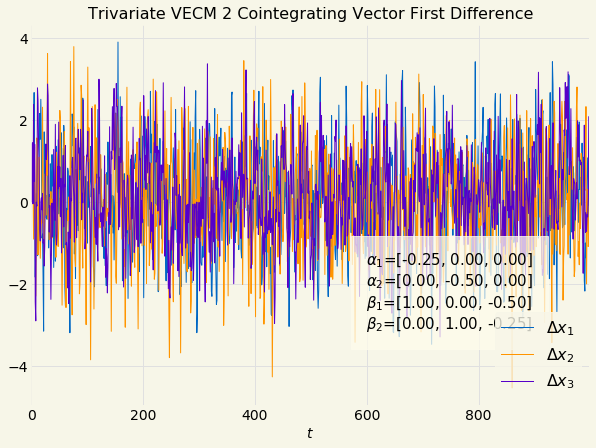 Trivariate VECM 2 Cointegrating Vector First Difference
4
2
0
−2
−4
α₁=[-0.25, 0.00, 0.00]
α₂=[0.00, -0.50, 0.00]
β₁=[1.00, 0.00, -0.50]
β₂=[0.00, 1.00, -0.25]
Δx₁
Δx₂
Δx₃
0 200 400 600 800
t